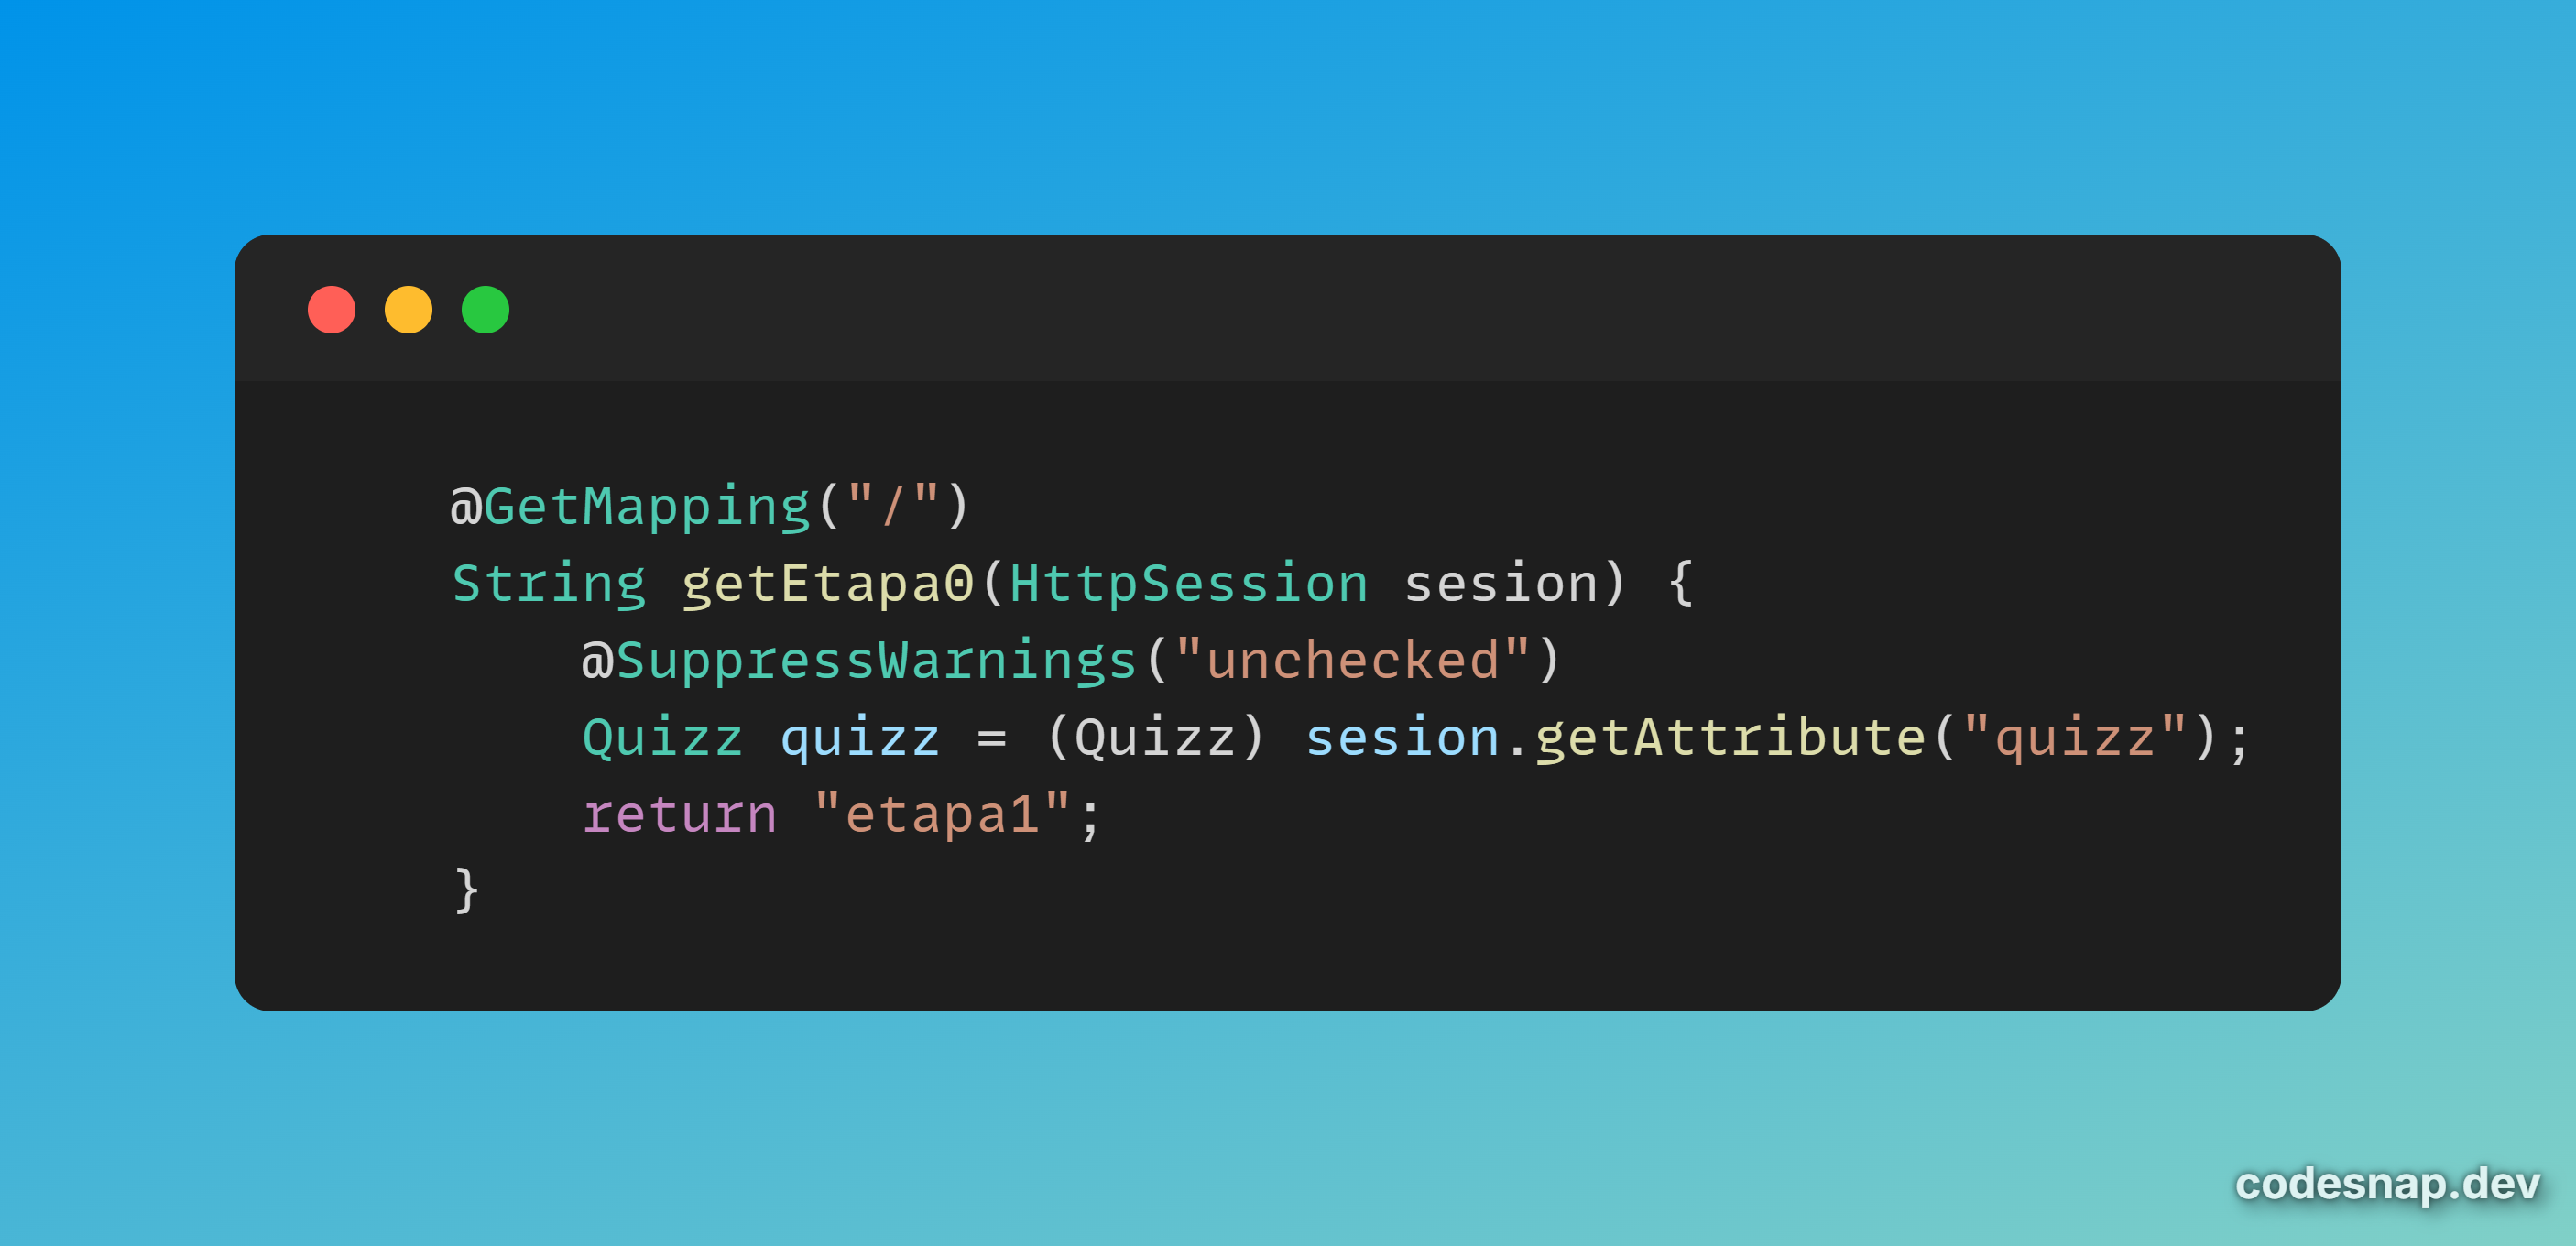 @GetMapping("/")
String getEtapa0(HttpSession sesion) {
@SuppressWarnings("unchecked")
Quizz quizz = (Quizz) sesion.getAttribute("quizz");
return "etapa1";
}
codesnap.dev